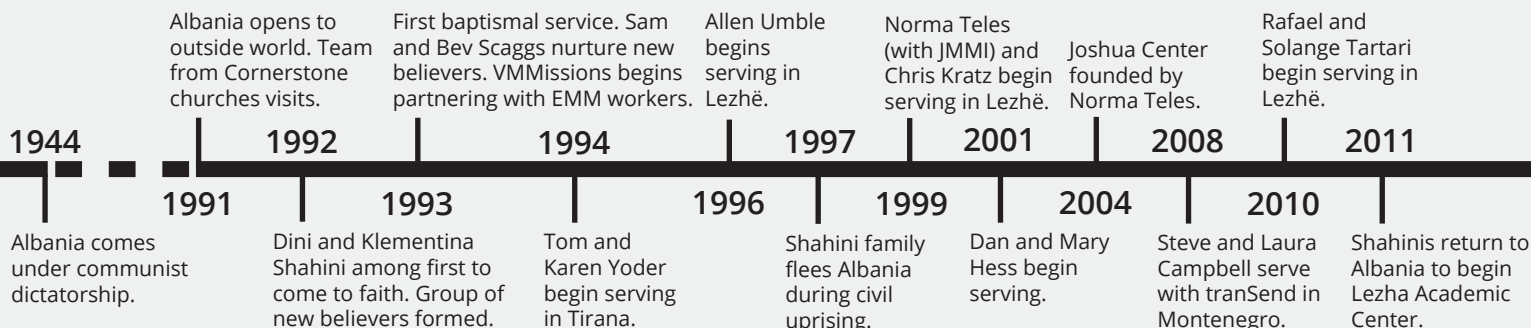 Albania opens to
outside world. Team
from Cornerstone
churches visits.
First baptismal service. Sam
and Bev Scaggs nurture new
believers. VMMissions begins
partnering with EMM workers.
Allen Umble
begins
serving in
Lezhë.
Norma Teles
(with JMMI) and
Chris Kratz begin
serving in Lezhë.
Joshua Center
founded by
Norma Teles.
Rafael and
Solange Tartari
begin serving in
Lezhë.
1944
1992
1994
1997
2001
2008
2011
1991
1993
1996
1999
2004
2010
Albania comes
under communist
dictatorship.
Dini and Klementina
Shahini among first to
come to faith. Group of
new believers formed.
Tom and
Karen Yoder
begin serving
in Tirana.
Shahini family
flees Albania
during civil
uprising.
Dan and Mary
Hess begin
serving.
Steve and Laura
Campbell serve
with tranSend in
Montenegro.
Shahinis return to
Albania to begin
Lezha Academic
Center.